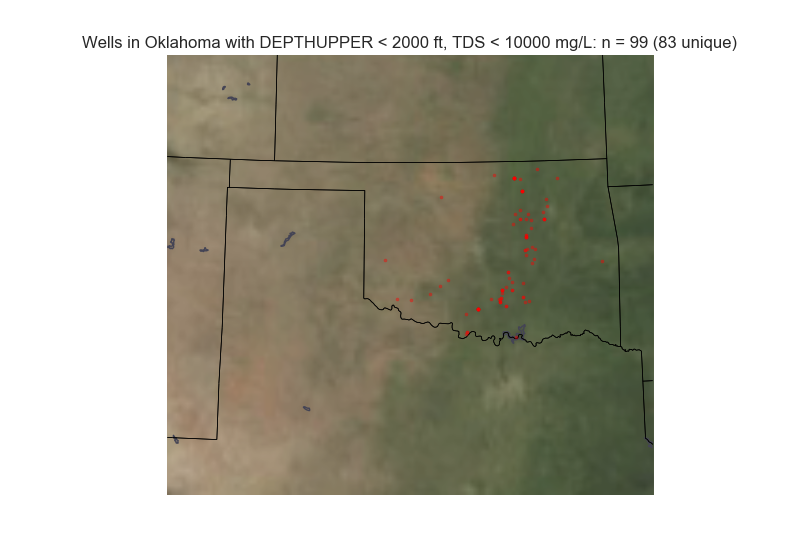 Wells in Oklahoma with DEPTHUPPER < 2000 ft, TDS < 10000 mg/L: n = 99 (83 unique)